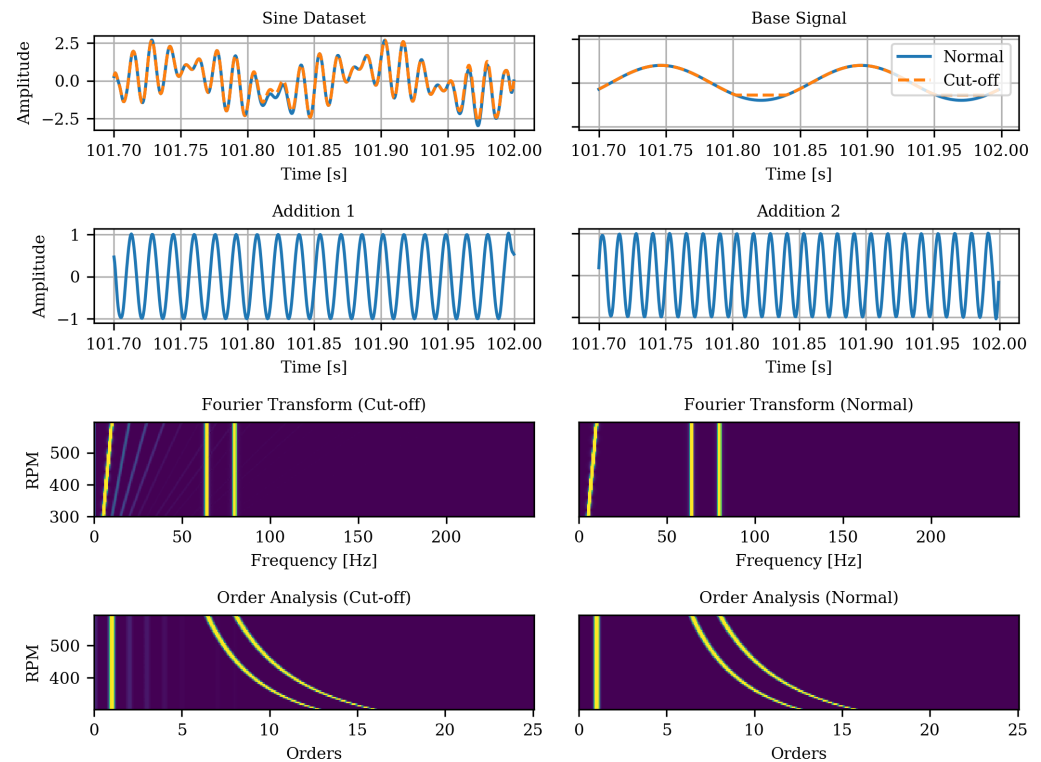 Sine Dataset
Base Signal
Amplitude
2.5
0.0
−2.5
Normal
Cut-off
101.70 101.75 101.80 101.85 101.90 101.95 102.00
101.70 101.75 101.80 101.85 101.90 101.95 102.00
Time [s]
Time [s]
Addition 1
Addition 2
Amplitude
1
0
−1
101.70 101.75 101.80 101.85 101.90 101.95 102.00
101.70 101.75 101.80 101.85 101.90 101.95 102.00
Time [s]
Time [s]
Fourier Transform (Cut-off)
Fourier Transform (Normal)
RPM
500
400
300
0 50 100 150 200
0 50 100 150 200
Frequency [Hz]
Frequency [Hz]
Order Analysis (Cut-off)
Order Analysis (Normal)
RPM
500
400
0 5 10 15 20 25
0 5 10 15 20 25
Orders
Orders